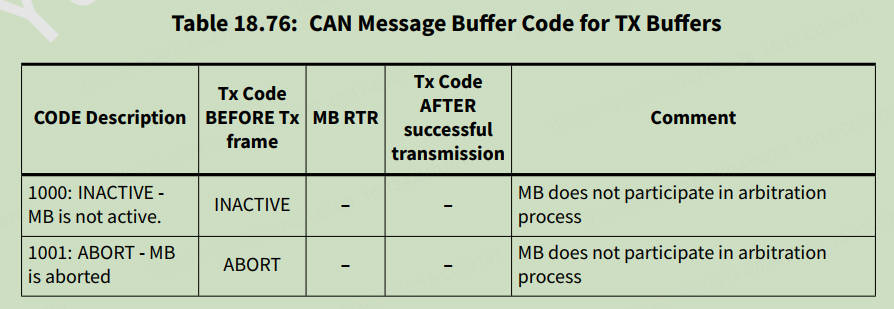 Table 18.76: CAN Message Buffer Code for TX Buffers
CODE Description
Tx Code
BEFORE Tx
frame
MB RTR
Tx Code
AFTER
successful
transmission
Comment
1000: INACTIVE -
MB is not active.
INACTIVE
–
–
MB does not participate in arbitration
process
1001: ABORT - MB
is aborted
ABORT
–
–
MB does not participate in arbitration
process